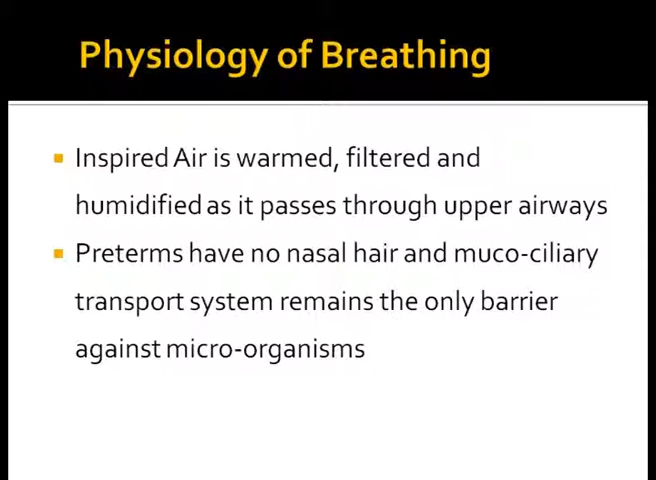 Physiology of Breathing
Inspired Air is warmed, filtered and
humidified as it passes through upper airways
Preterms have no nasal hair and muco-ciliary
transport system remains the only barrier
against micro-organisms